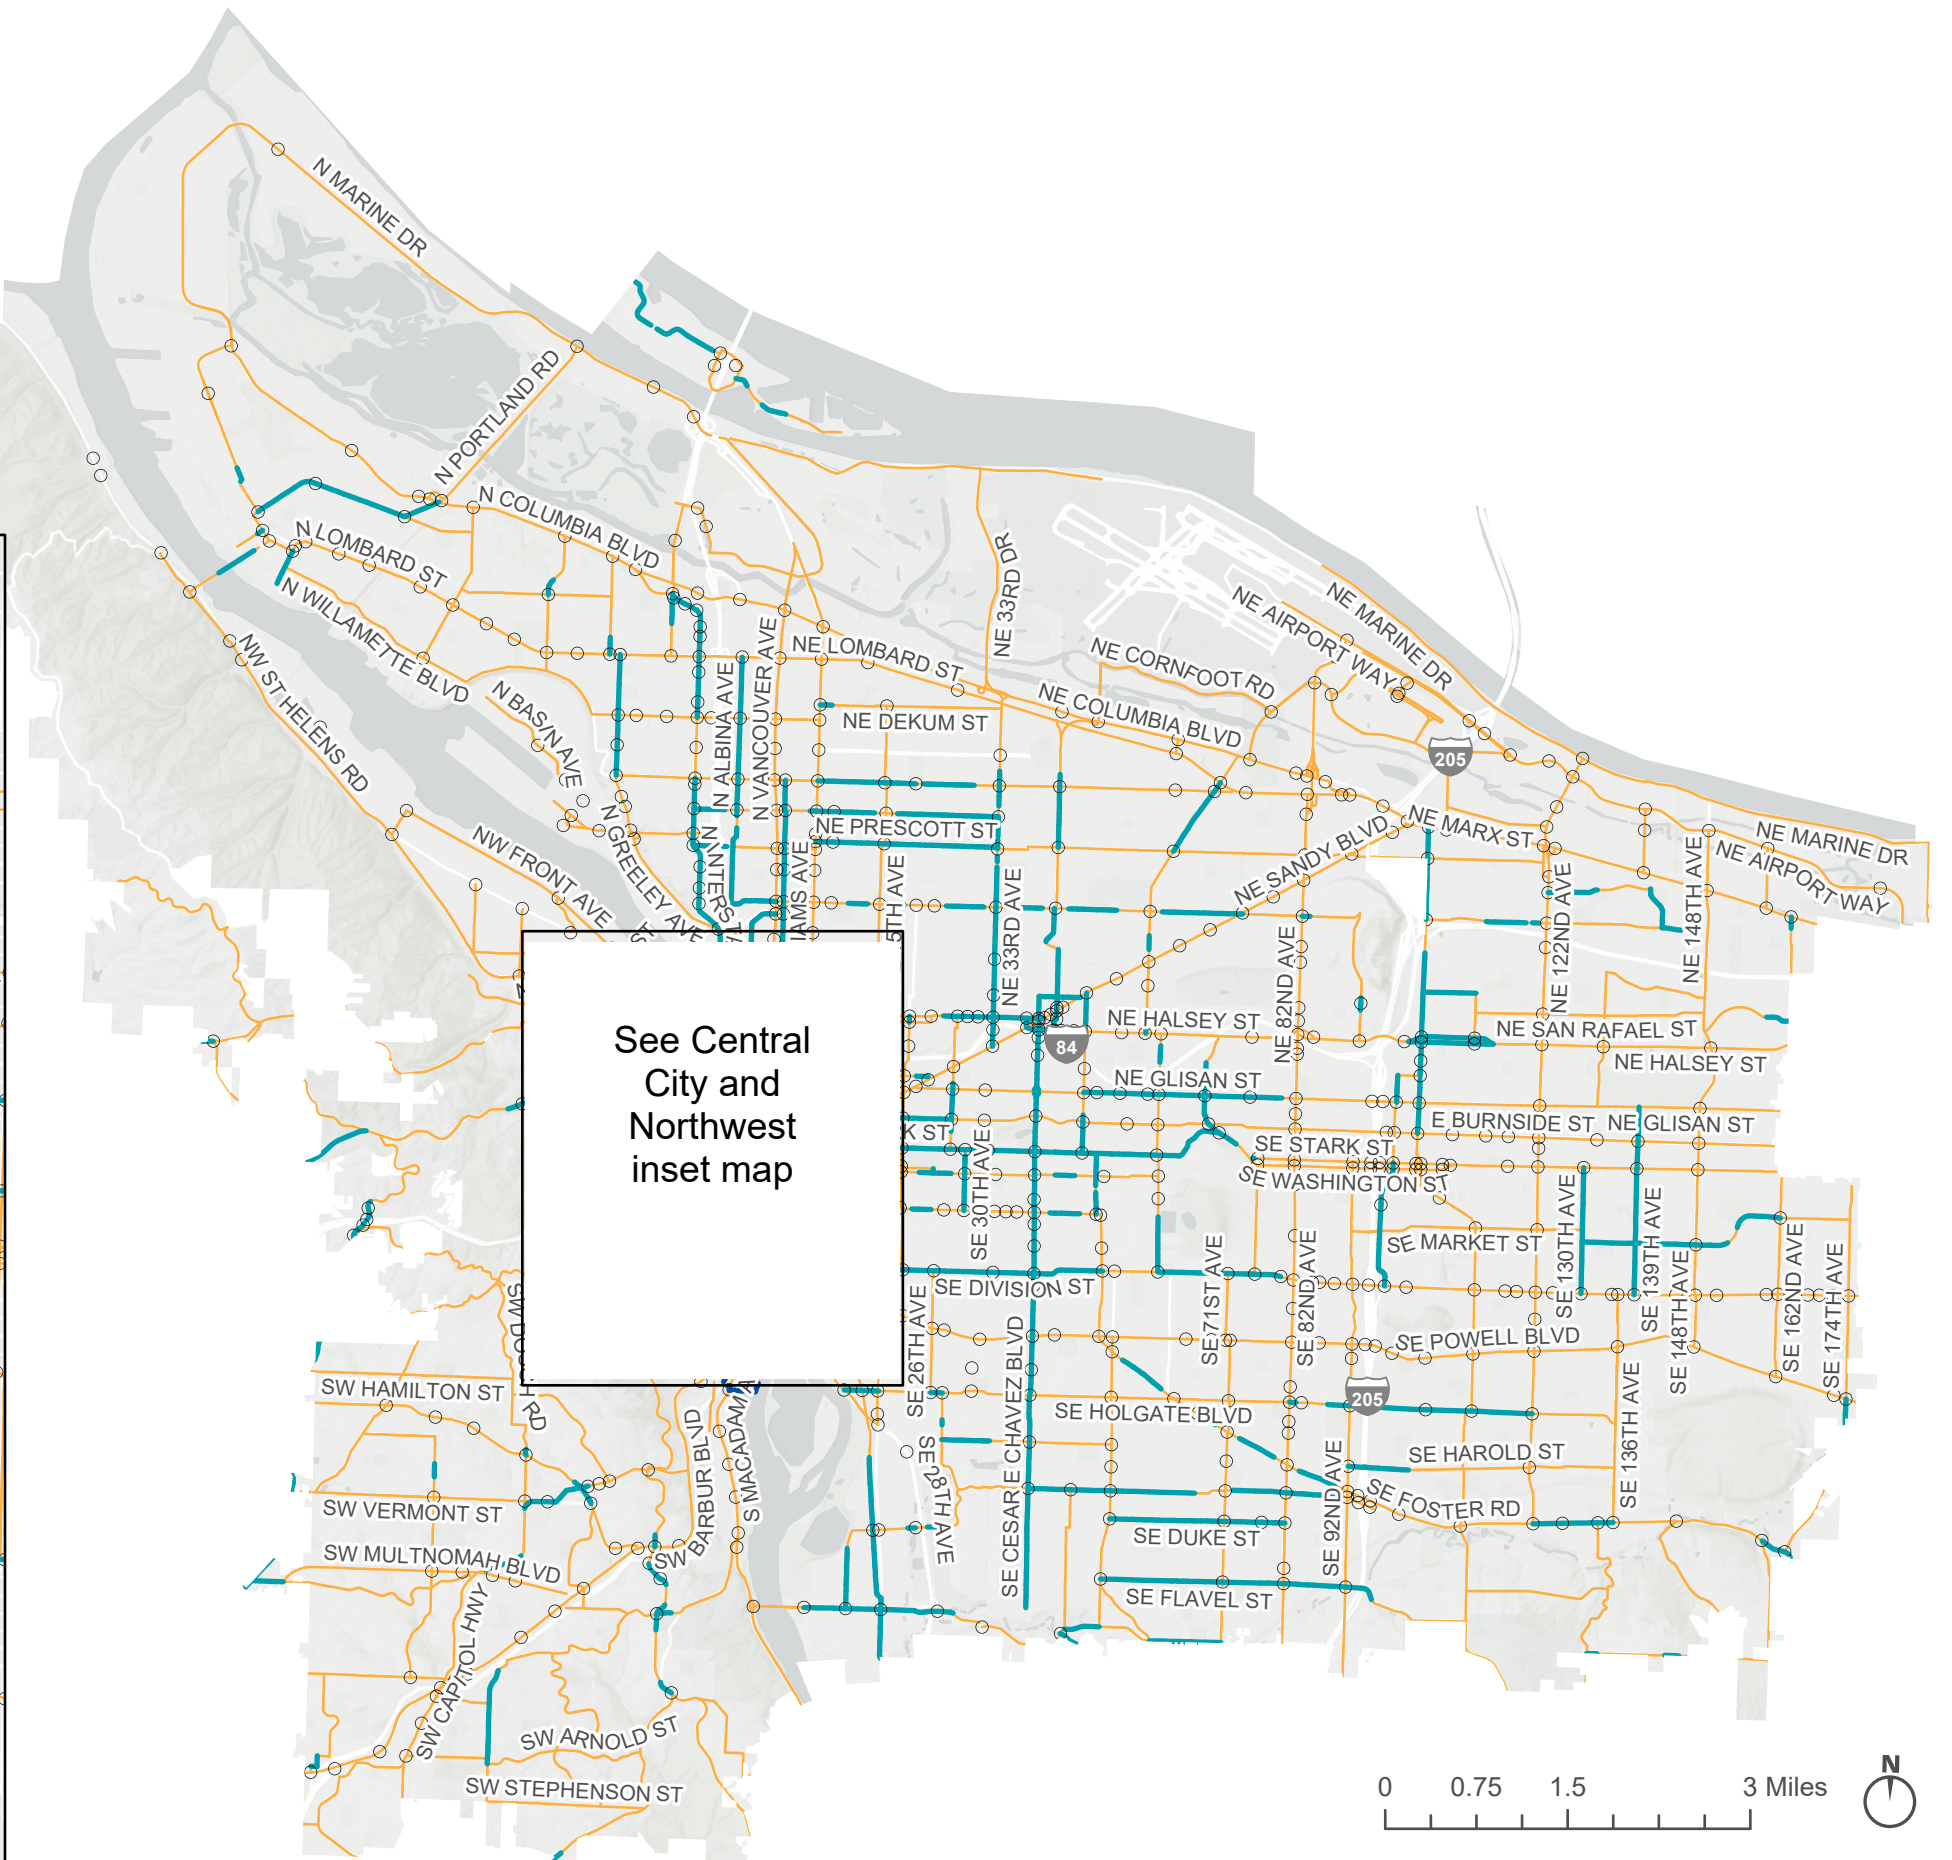 N MARINE DR
N PORTLAND RD
N COLUMBIA BLVD
N LOMBARD ST
N WILLAMETTE BLVD
NW ST HELENS RD
N BASIN AVE
N ALBINA AVE
N VANCOUVER AVE
NE LOMBARD ST
NE 33RD DR
NE AIRPORT WAY
NE MARINE DR
NE CORNFOOT RD
NE COLUMBIA BLVD
NE DEKUM ST
205
NE PRESCOTT ST
NW FRONT AVE
N GREELEY AVE
NE SANDY BLVD
NE MARX ST
NE MARINE DR
NE AIRPORT WAY
NE 148TH AVE
NE 122ND AVE
NE 33RD AVE
NE 82ND AVE
See Central
City and
Northwest
inset map
NE HALSEY ST
84
NE SAN RAFAEL ST
NE HALSEY ST
NE GLISAN ST
E BURNSIDE ST
NE GLISAN ST
K ST
SE STARK ST
SE WASHINGTON ST
SE 30TH AVE
SE MARKET ST
SE 130TH AVE
SE 139TH AVE
SE 148TH AVE
SE 162ND AVE
SE 174TH AVE
SE DIVISION ST
SE 71ST AVE
SE 82ND AVE
SE POWELL BLVD
SE 26TH AVE
SE CESAR E CHAVEZ BLVD
SW HAMILTON ST
SE HOLGATE BLVD
205
SE 136TH AVE
SE HAROLD ST
SW BARBUR BLVD
SE 28TH AVE
SE 92ND AVE
SE FOSTER RD
SW VERMONT ST
SE DUKE ST
SW MULTNOMAH BLVD
SE FLAVEL ST
SW CAPITOL HWY
SW ARNOLD ST
SW STEPHENSON ST
0 0.75 1.5 3 Miles
N